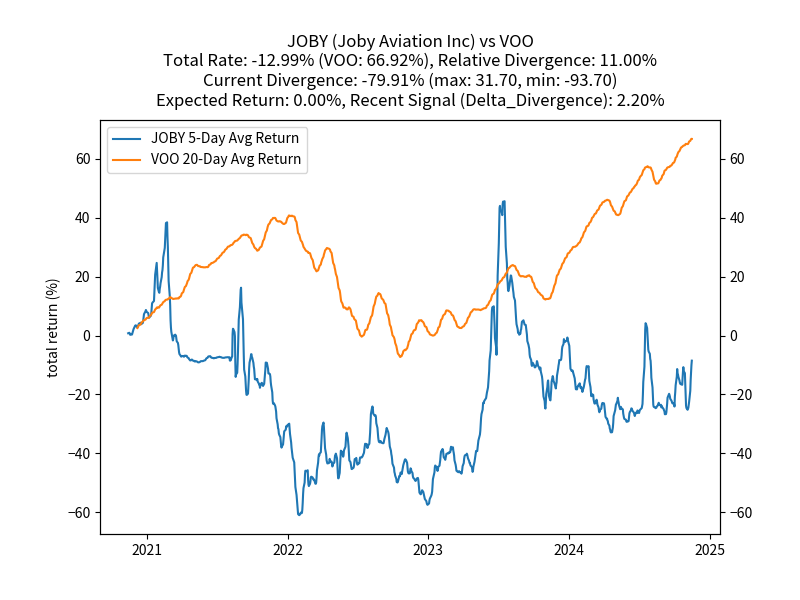 JOBY (Joby Aviation Inc) vs VOO
Total Rate: -12.99% (VOO: 66.92%), Relative Divergence: 11.00%
Current Divergence: -79.91% (max: 31.70, min: -93.70)
Expected Return: 0.00%, Recent Signal (Delta_Divergence): 2.20%
JOBY 5-Day Avg Return
VOO 20-Day Avg Return
total return (%)
60 60
40 40
20 20
0 0
−20 −20
−40 −40
−60 −60
2021 2022 2023 2024 2025